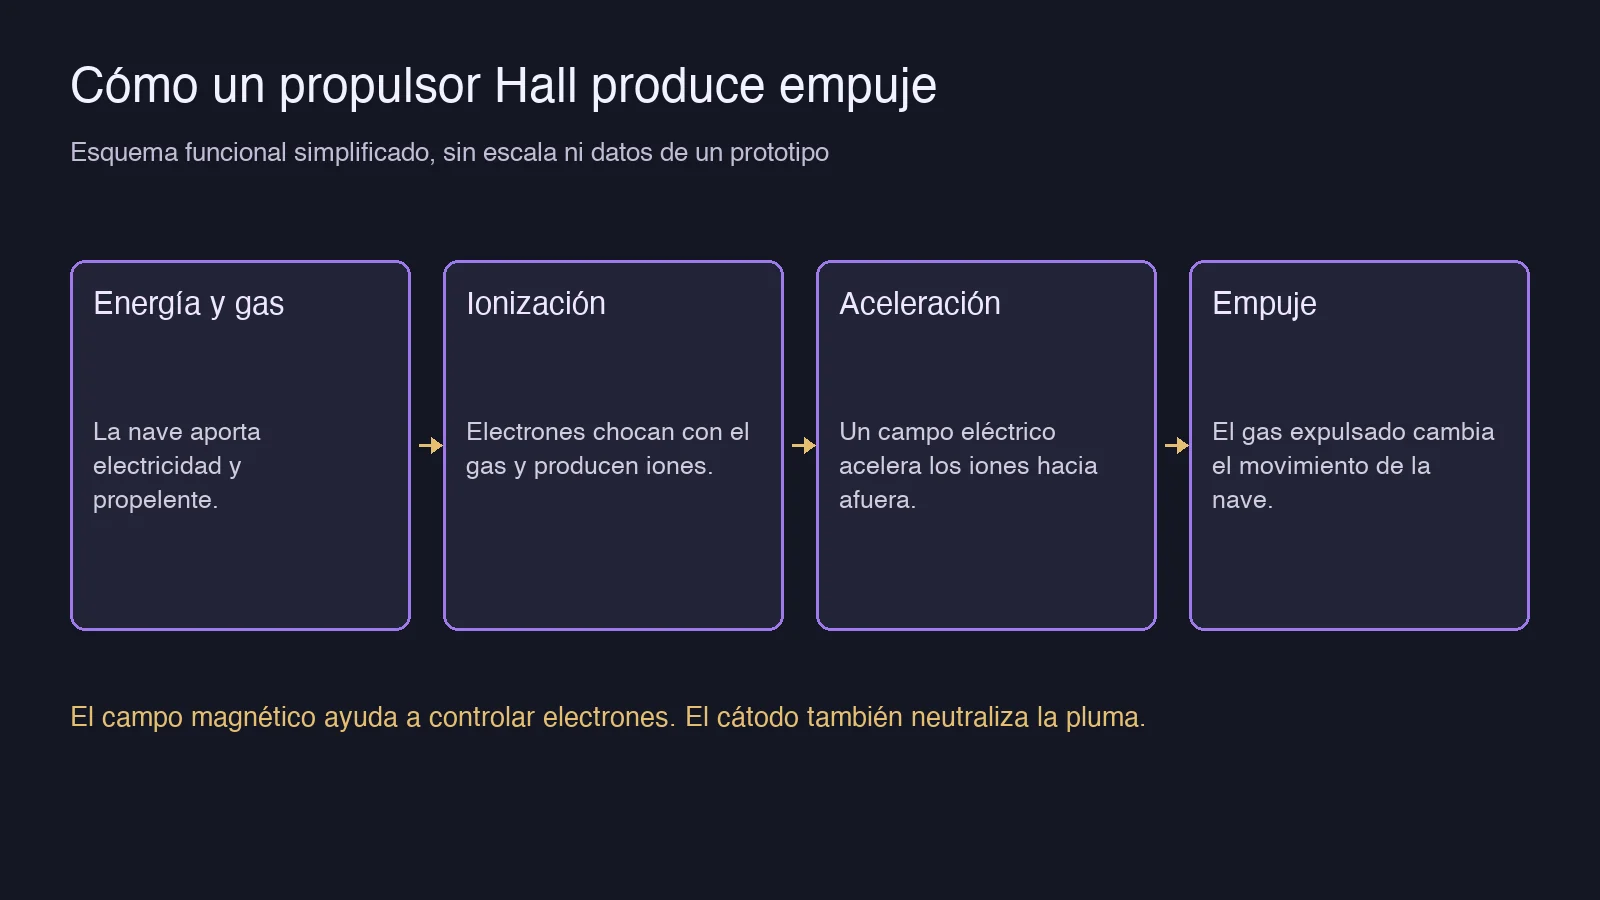 Cómo un propulsor Hall produce empuje
Esquema funcional simplificado, sin escala ni datos de un prototipo
Energía y gas
La nave aporta
electricidad y
propelente.
Ionización
Electrones chocan con el
gas y producen iones.
Aceleración
Un campo eléctrico
acelera los iones hacia
afuera.
Empuje
El gas expulsado cambia
el movimiento de la
nave.
El campo magnético ayuda a controlar electrones. El cátodo también neutraliza la pluma.